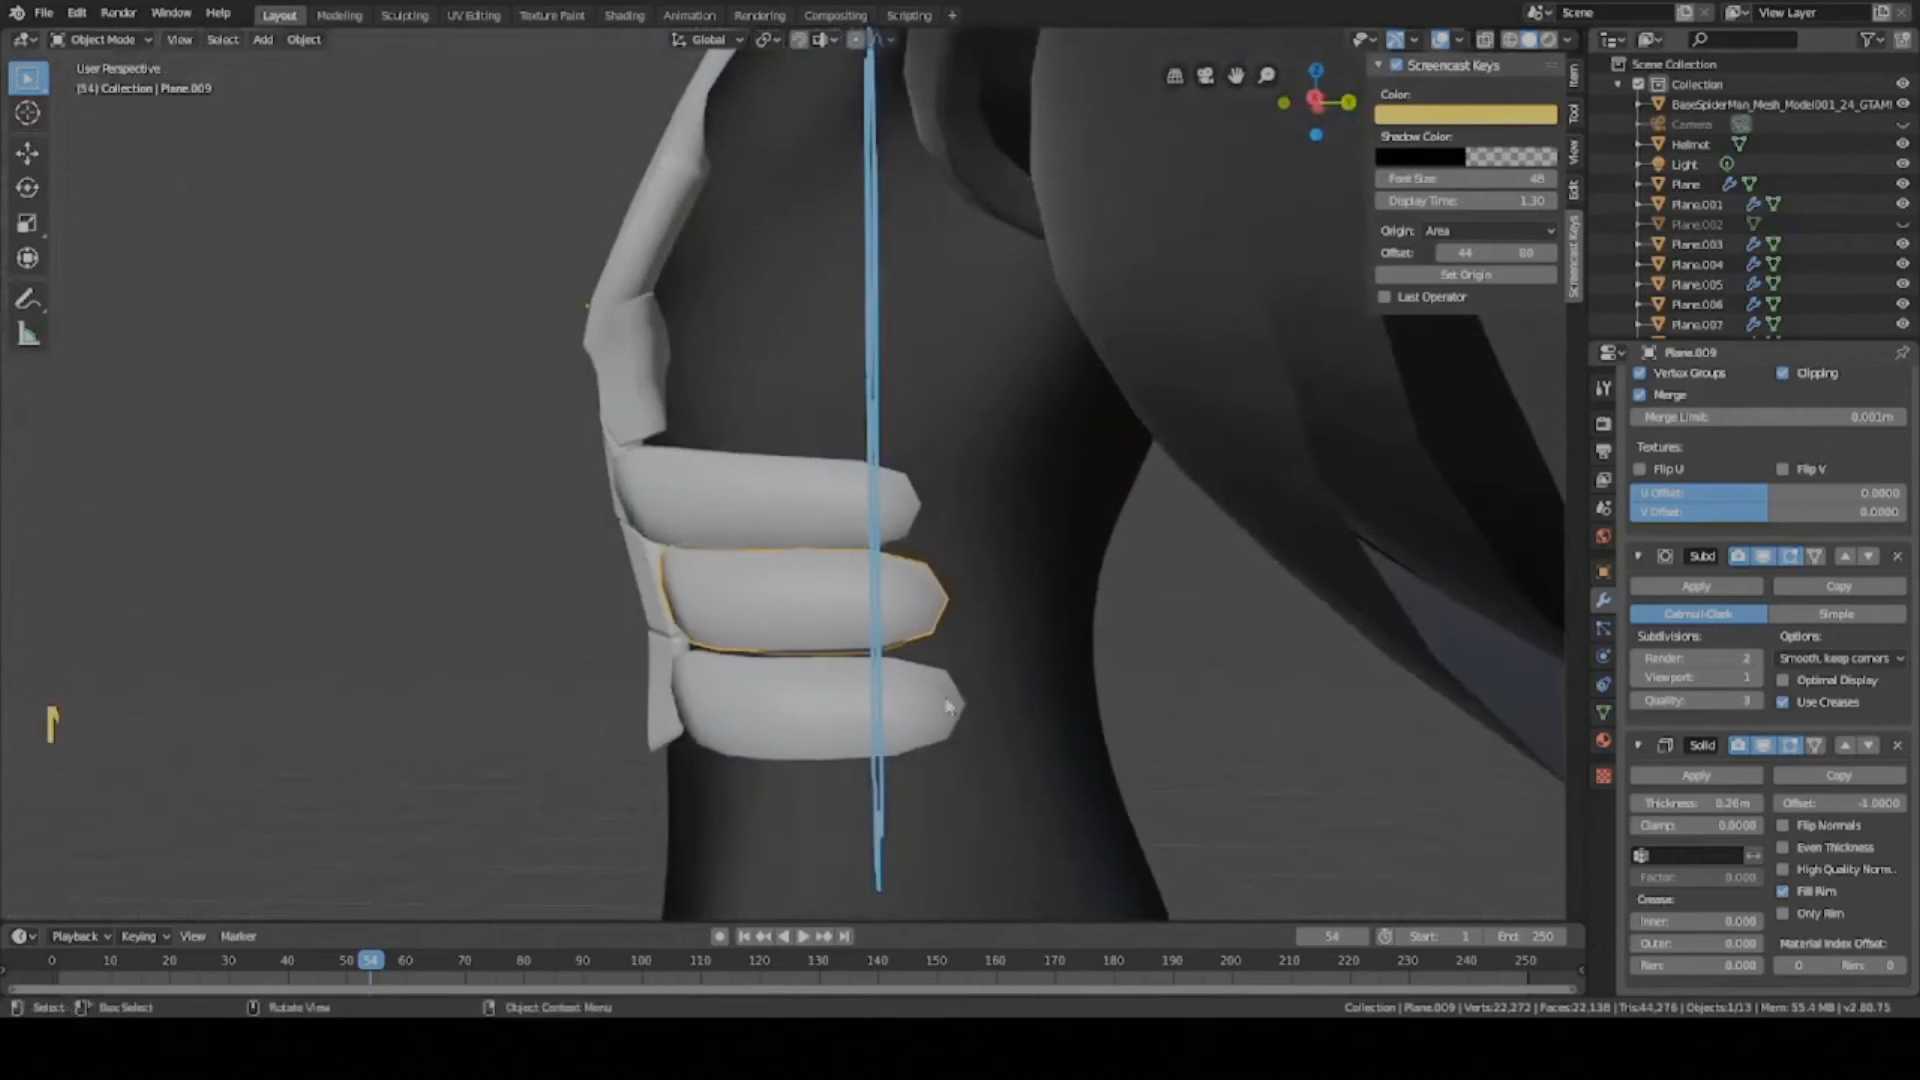 File Edit Render Window Help Layout Modeling Sculpting UV Editing Texture Paint Shading Animation Rendering Compositing Scripting + Scene View Layer
Object Mode View Select Add Object Global
User Perspective
(54) Collection | Plane.009
Screencast Keys
Color:
Shadow Color:
Font Size: 48
Display Time: 1.30
Origin: Area
Offset: 44 80
Set Origin
Last Operator
Item
Tool
View
Edit
Screencast Keys
Scene Collection
Collection
BaseSpiderMan_Mesh_Model001_24_GTAM
Camera
Helmet
Light
Plane
Plane.001
Plane.002
Plane.003
Plane.004
Plane.005
Plane.006
Plane.007
Plane.009
Vertex Groups Clipping
Merge
Merge Limit: 0.001m
Textures:
Flip U Flip V
U Offset: 0.0000
V Offset: 0.0000
Subd
Apply Copy
Catmull-Clark Simple
Subdivisions: Options:
Render: 2 Smooth, keep corners
Viewport: 1 Optimal Display
Quality: 3 Use Creases
Solid
Apply Copy
Thickness: 0.26m Offset: -1.0000
Clamp: 0.0000 Flip Normals
Even Thickness
High Quality Norm..
Factor: 0.000
Fill Rim
Crease:
Only Rim
Inner: 0.000
Outer: 0.000 Material Index Offset:
Rim: 0.000 0 Rim: 0
Playback Keying View Marker 54 Start: 1 End: 250
0 10 20 30 40 50 54 60 70 80 90 100 110 120 130 140 150 160 170 180 190 200 210 220 230 240 250
Select Box Select Rotate View Object Context Menu Collection | Plane.009 | Verts:22,272 | Faces:22,138 | Tris:44,276 | Objects:1/13 | Mem: 55.4 MB | v2.80.75